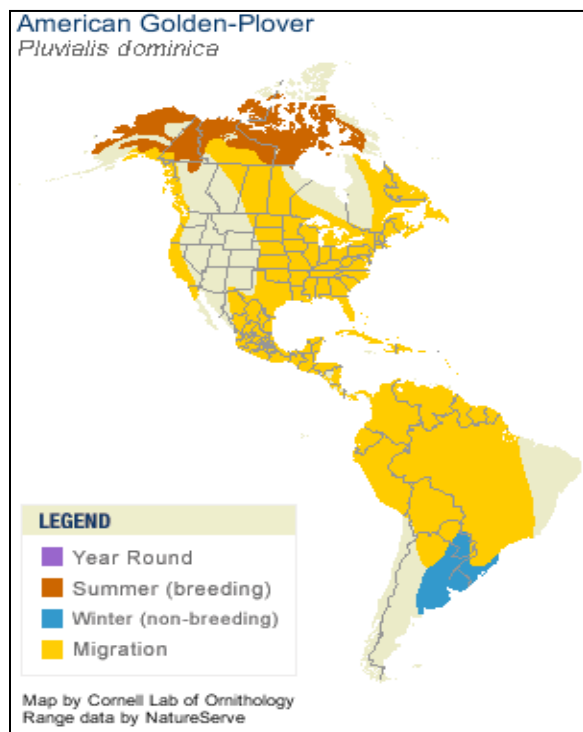 American Golden-Plover
Pluvialis dominica
LEGEND
Year Round
Summer (breeding)
Winter (non-breeding)
Migration
Map by Cornell Lab of Ornithology
Range data by NatureServe